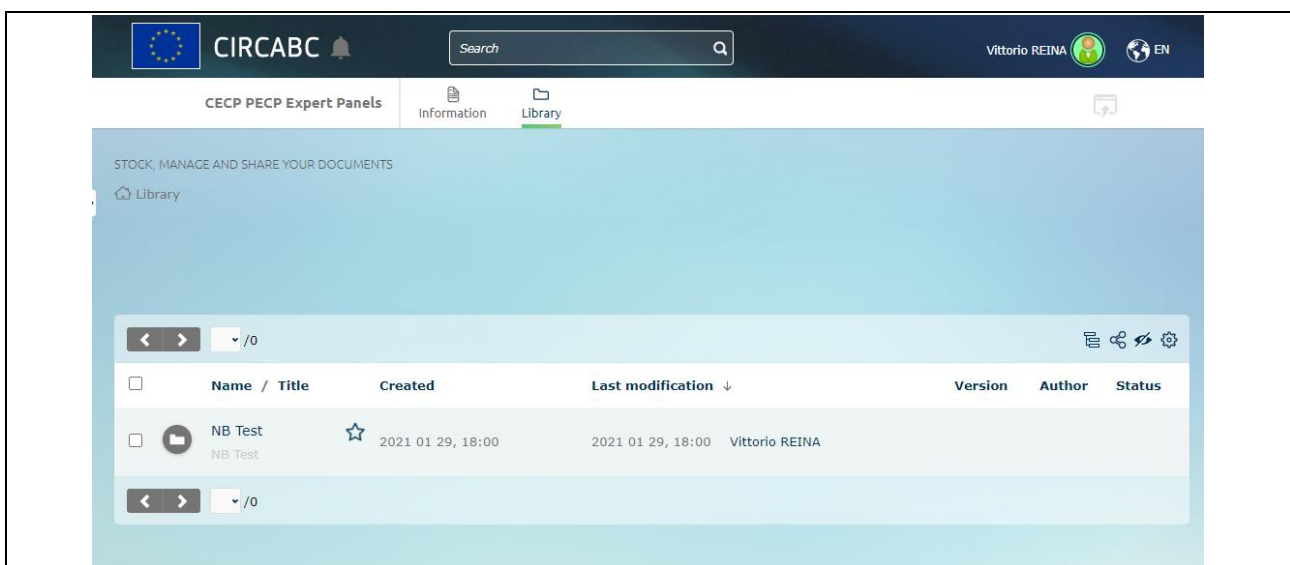 CIRCABC
Search
Vittorio REINA
EN
CECP PECP Expert Panels
Information
Library
STOCK, MANAGE AND SHARE YOUR DOCUMENTS
Library
/0
Name / Title Created Last modification ↓ Version Author Status
NB Test
NB Test
2021 01 29, 18:00 2021 01 29, 18:00 Vittorio REINA
/0